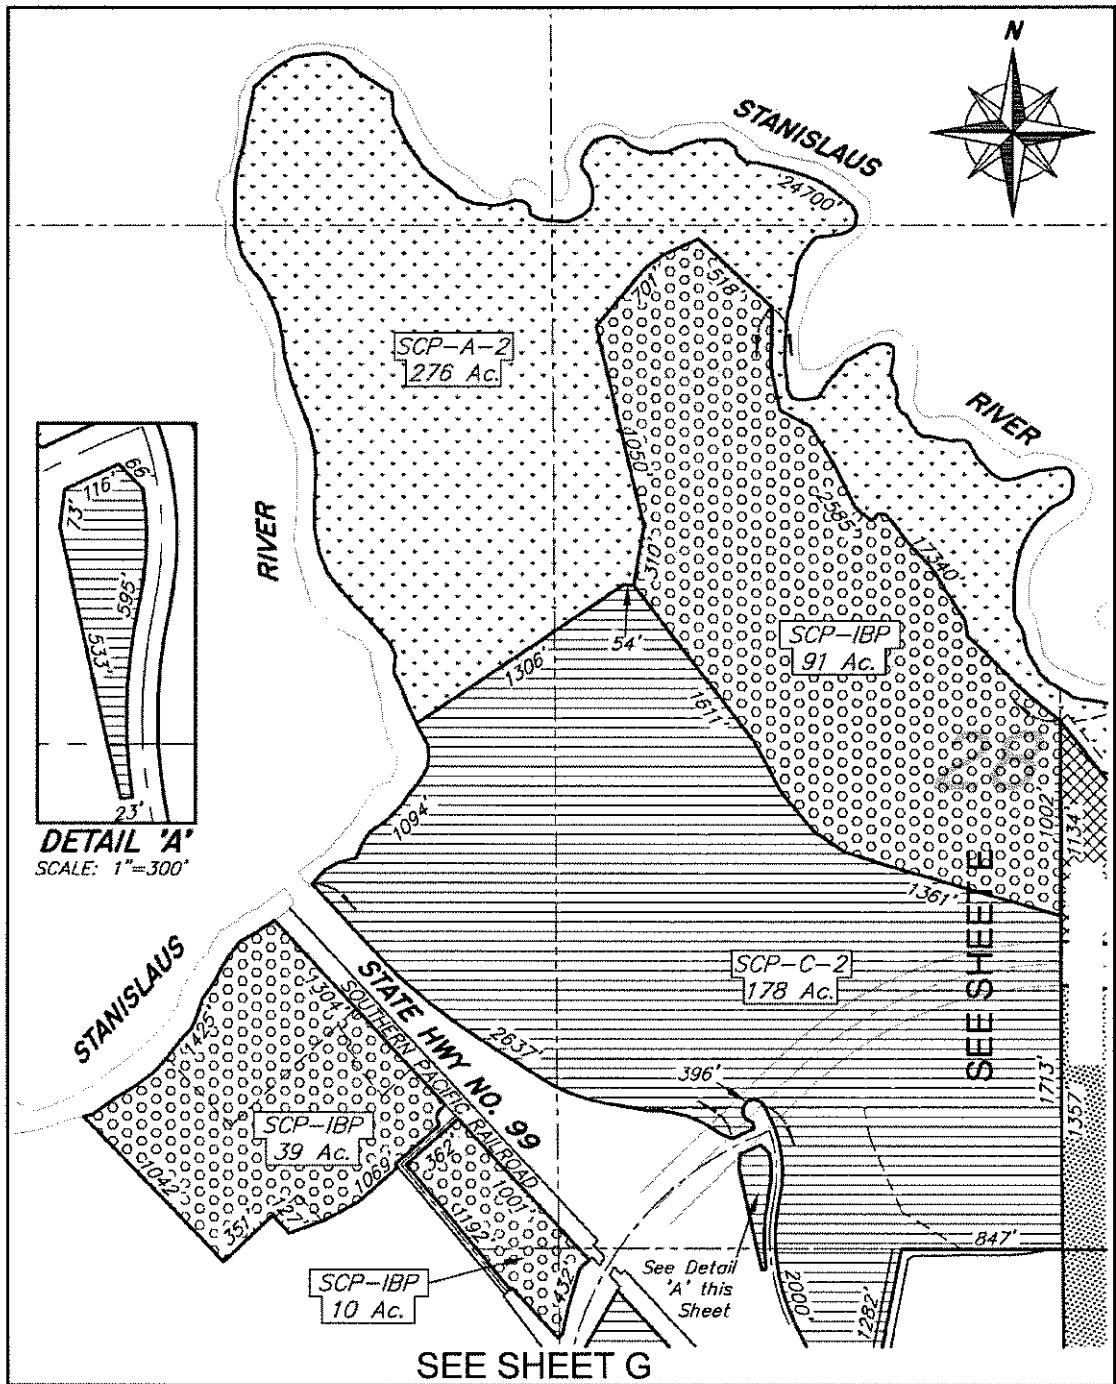 N
STANISLAUS
24700'
701'
518'
SCP-A-2
276 Ac.
RIVER
1050'
2585'
17340'
310'
RIVER
66'
116'
73'
595'
533'
23'
DETAIL 'A'
SCALE: 1"=300'
54'
1306'
1611'
SCP-IBP
91 Ac.
28
1002'
1134'
1094'
1361'
SEE SHEET E
SCP-C-2
178 Ac.
STANISLAUS
1425'
1304'
STATE HWY NO. 99
SOUTHERN PACIFIC RAILROAD
2637'
396'
1713'
1357'
SCP-IBP
39 Ac.
1042'
351'
127'
1069'
462'
1001'
1192'
432'
SCP-IBP
10 Ac.
See Detail
'A' this
Sheet
2000'
1282'
847'
SEE SHEET G